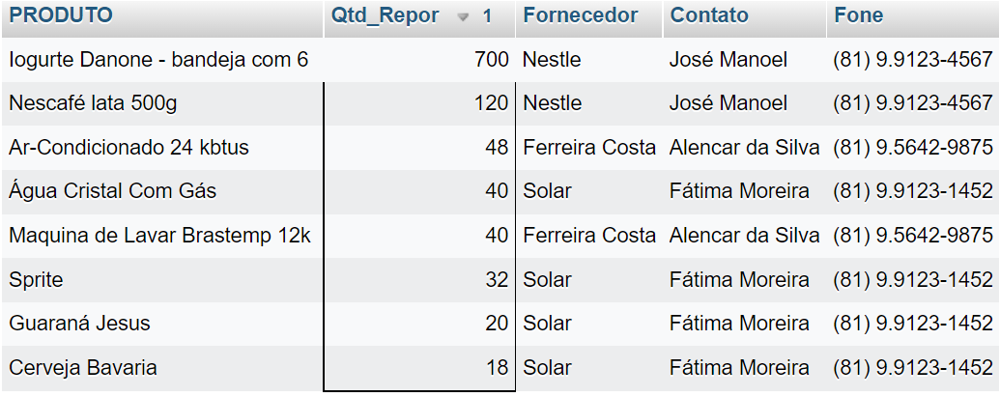 PRODUTO Qtd_Repor 1 Fornecedor Contato Fone
Iogurte Danone - bandeja com 6 700 Nestle José Manoel (81) 9.9123-4567
Nescafé lata 500g 120 Nestle José Manoel (81) 9.9123-4567
Ar-Condicionado 24 kbtus 48 Ferreira Costa Alencar da Silva (81) 9.5642-9875
Água Cristal Com Gás 40 Solar Fátima Moreira (81) 9.9123-1452
Maquina de Lavar Brastemp 12k 40 Ferreira Costa Alencar da Silva (81) 9.5642-9875
Sprite 32 Solar Fátima Moreira (81) 9.9123-1452
Guaraná Jesus 20 Solar Fátima Moreira (81) 9.9123-1452
Cerveja Bavaria 18 Solar Fátima Moreira (81) 9.9123-1452